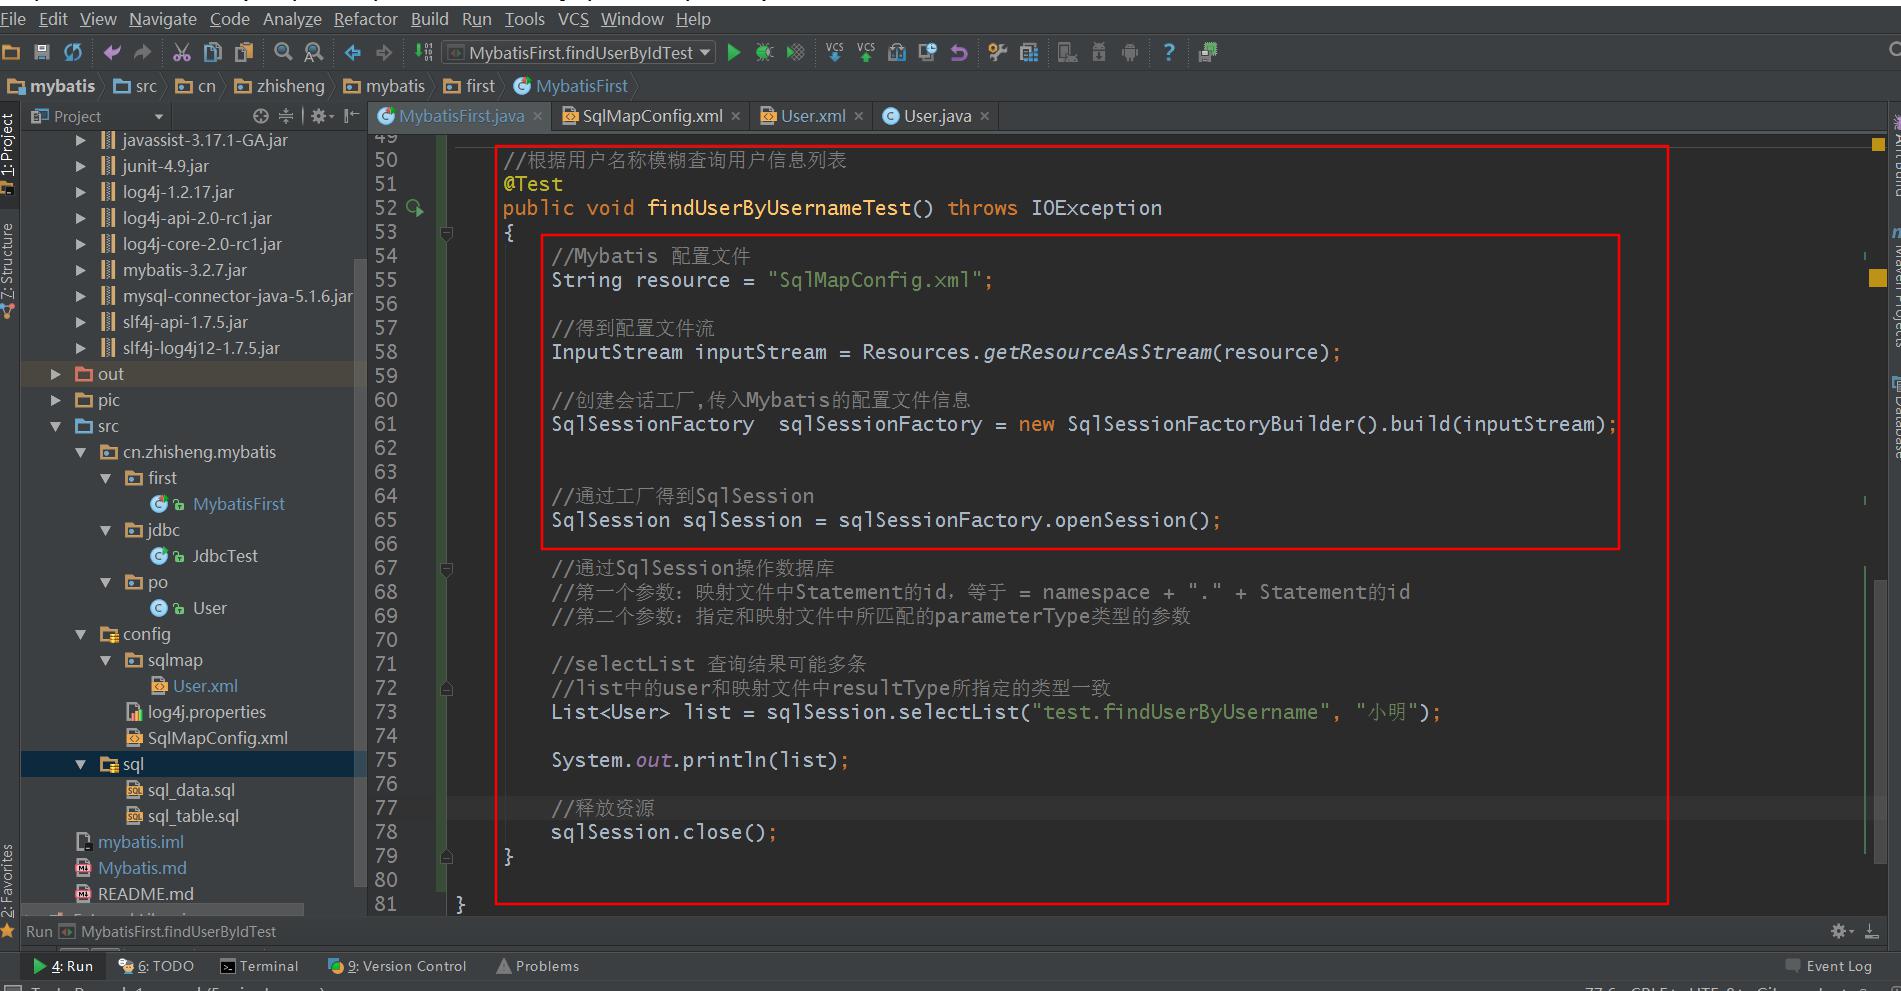 File Edit View Navigate Code Analyze Refactor Build Run Tools VCS Window Help
MybatisFirst.findUserByIdTest
VCS VCS
mybatis src cn zhisheng mybatis first MybatisFirst
Project
MybatisFirst.java SqlMapConfig.xml User.xml User.java
1: Project
7: Structure
2: Favorites
javassist-3.17.1-GA.jar
junit-4.9.jar
log4j-1.2.17.jar
log4j-api-2.0-rc1.jar
log4j-core-2.0-rc1.jar
mybatis-3.2.7.jar
mysql-connector-java-5.1.6.jar
slf4j-api-1.7.5.jar
slf4j-log4j12-1.7.5.jar
out
pic
src
cn.zhisheng.mybatis
first
MybatisFirst
jdbc
JdbcTest
po
User
config
sqlmap
User.xml
log4j.properties
SqlMapConfig.xml
sql
sql_data.sql
sql_table.sql
mybatis.iml
Mybatis.md
README.md
49
50 //根据用户名称模糊查询用户信息列表
51 @Test
52 public void findUserByUsernameTest() throws IOException
53 {
54 //Mybatis 配置文件
55 String resource = "SqlMapConfig.xml";
56
57 //得到配置文件流
58 InputStream inputStream = Resources.getResourceAsStream(resource);
59
60 //创建会话工厂,传入Mybatis的配置文件信息
61 SqlSessionFactory  sqlSessionFactory = new SqlSessionFactoryBuilder().build(inputStream);
62
63
64 //通过工厂得到SqlSession
65 SqlSession sqlSession = sqlSessionFactory.openSession();
66
67 //通过SqlSession操作数据库
68 //第一个参数：映射文件中Statement的id，等于 = namespace + "." + Statement的id
69 //第二个参数：指定和映射文件中所匹配的parameterType类型的参数
70
71 //selectList 查询结果可能多条
72 //list中的user和映射文件中resultType所指定的类型一致
73 List<User> list = sqlSession.selectList("test.findUserByUsername", "小明");
74
75 System.out.println(list);
76
77 //释放资源
78 sqlSession.close();
79 }
80
81 }
Database
Run MybatisFirst.findUserByIdTest
4: Run 6: TODO Terminal 9: Version Control Problems Event Log